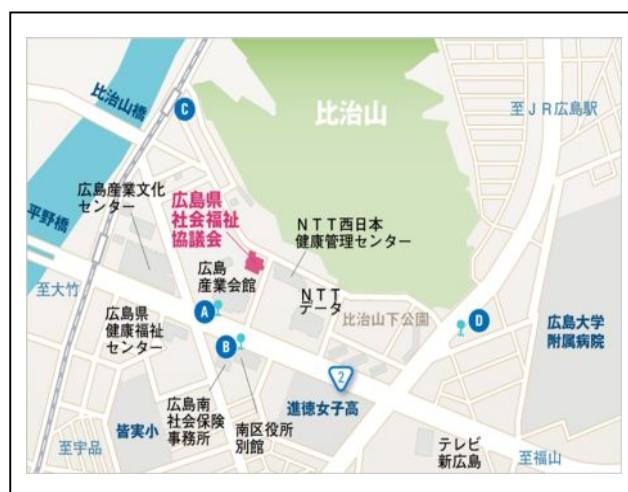 比治山橋
C
比治山
至ＪＲ広島駅
平野橋
広島産業文化
センター
広島県
社会福祉
協議会
ＮＴＴ西日本
健康管理センター
至大竹
広島
産業会館
ＮＴＴ
データ
A
比治山下公園
D
広島県
健康福祉
センター
広島大学
附属病院
B
2
広島南
社会保険
事務所
進徳女子高
皆実小
南区役所
別館
至宇品
テレビ
新広島
至福山